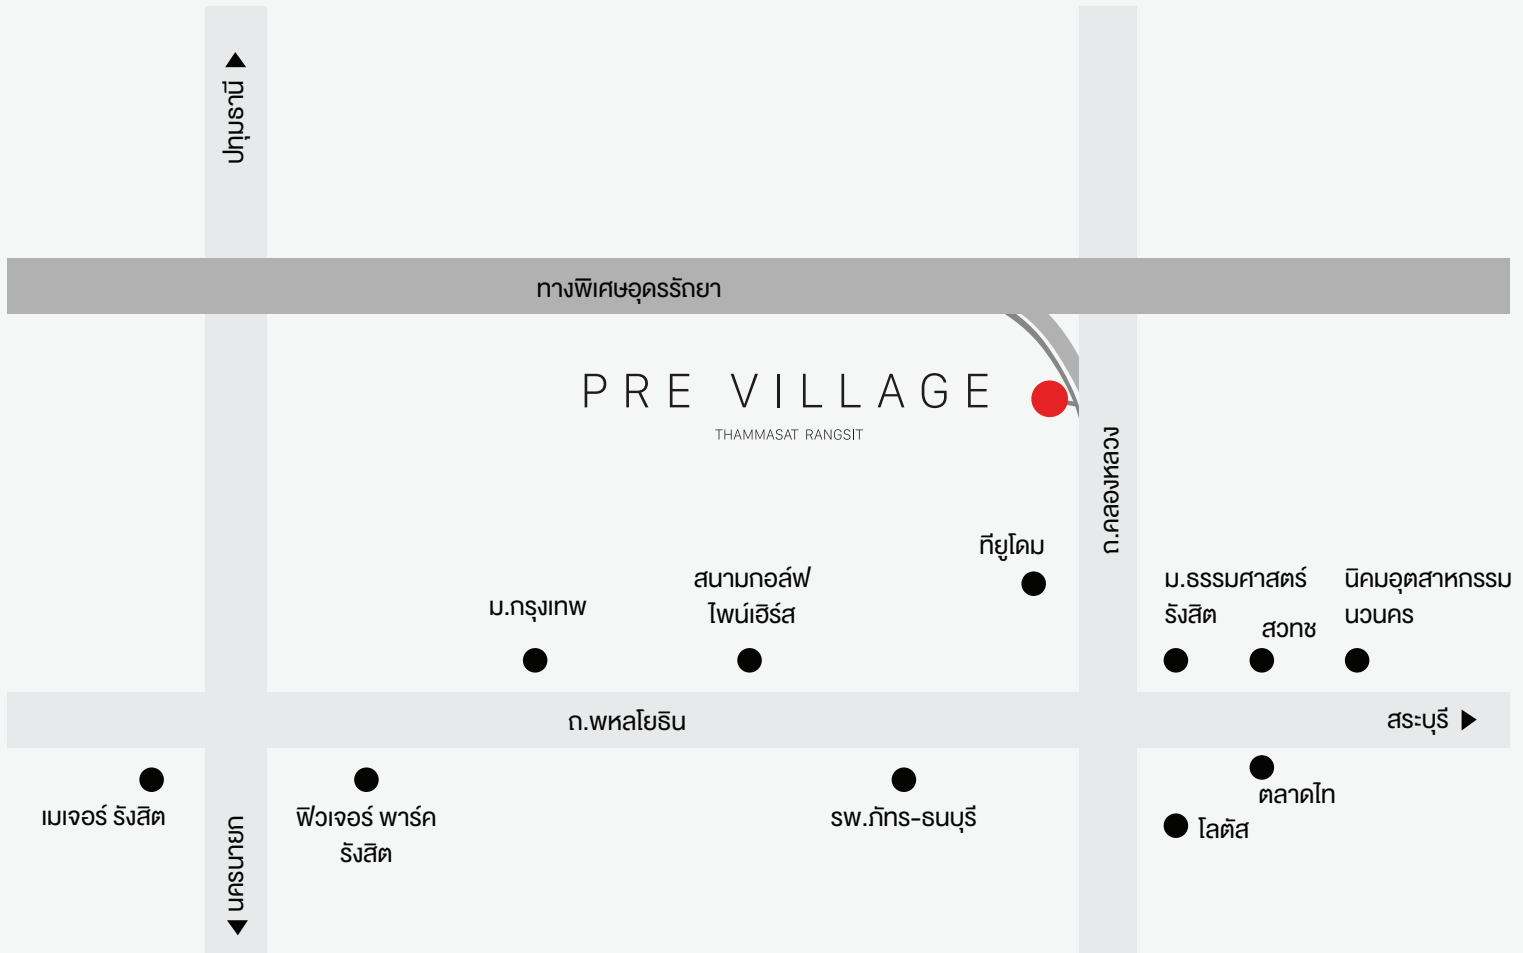 ปทุมธานี
ทางพิเศษอุดรรัถยา
PRE VILLAGE
THAMMASAT RANGSIT
ถ.คลองหลวง
ทียูโดม
ม.กรุงเทพ
สนามกอล์ฟ
ไพน์เฮิร์ส
ม.ธรรมศาสตร์
รังสิต
สวทช
นิคมอุตสาหกรรม
นวนคร
ถ.พหลโยธิน
สระบุรี
เมเจอร์ รังสิต
นครนายก
ฟิวเจอร์ พาร์ค
รังสิต
รพ.ภัทร-ธนบุรี
ตลาดไท
โลตัส